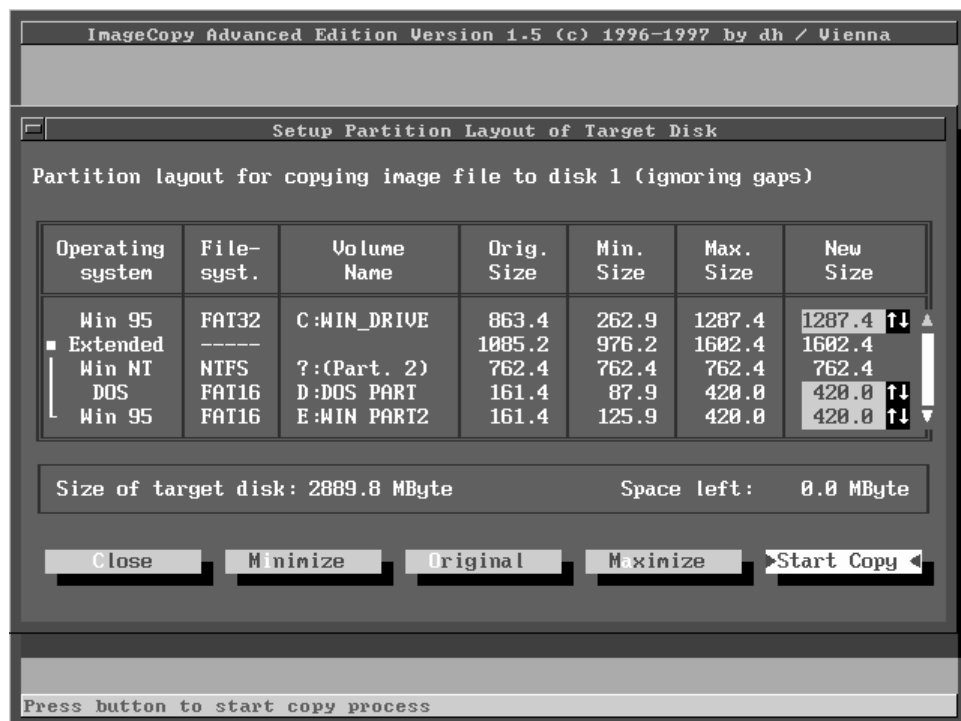 ImageCopy Advanced Edition Version 1.5 (c) 1996-1997 by dh / Vienna
Setup Partition Layout of Target Disk
Partition layout for copying image file to disk 1 (ignoring gaps)
Operating system File-syst. Volume Name Orig. Size Min. Size Max. Size New Size
Win 95 FAT32 C:WIN_DRIVE 863.4 262.9 1287.4 1287.4 ↑↓
Extended ----- 1085.2 976.2 1602.4 1602.4
Win NT NTFS ?:(Part. 2) 762.4 762.4 762.4 762.4
DOS FAT16 D:DOS PART 161.4 87.9 420.0 420.0 ↑↓
Win 95 FAT16 E:WIN PART2 161.4 125.9 420.0 420.0 ↑↓
Size of target disk: 2889.8 MByte Space left: 0.0 MByte
Close Minimize Original Maximize Start Copy
Press button to start copy process